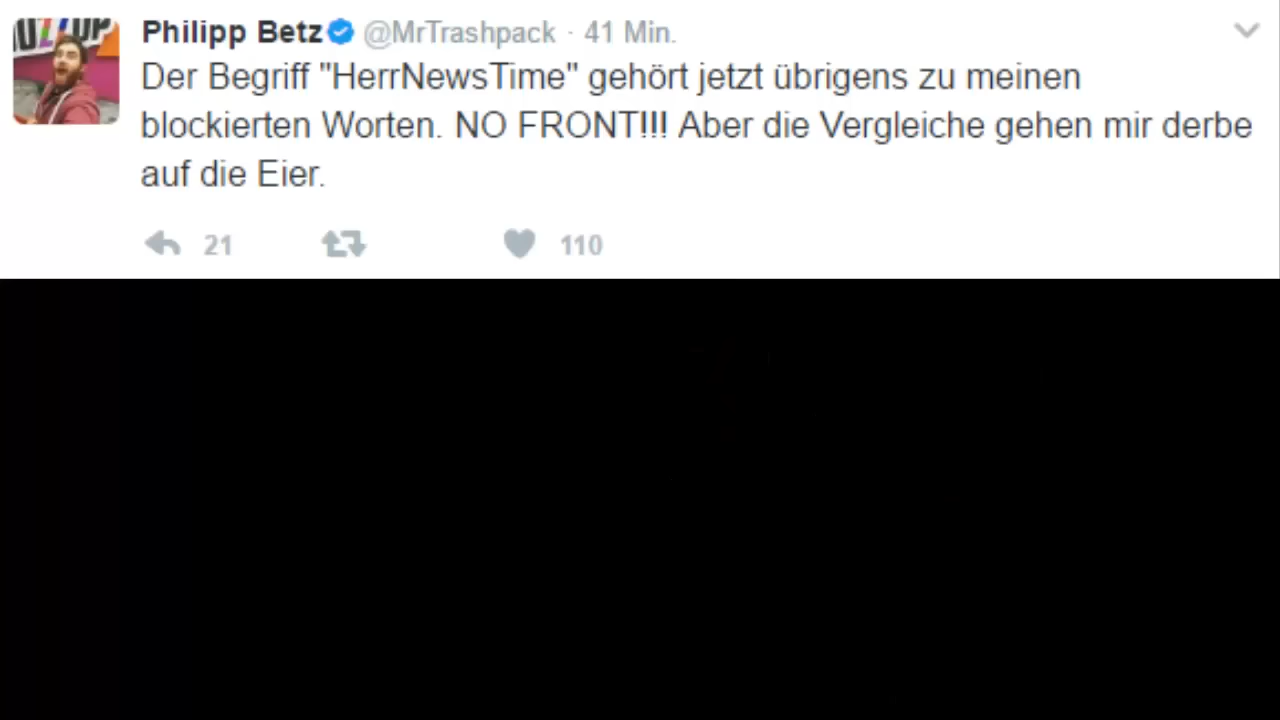 Philipp Betz @MrTrashpack · 41 Min.
Der Begriff "HerrNewsTime" gehört jetzt übrigens zu meinen
blockierten Worten. NO FRONT!!! Aber die Vergleiche gehen mir derbe
auf die Eier.
21 110